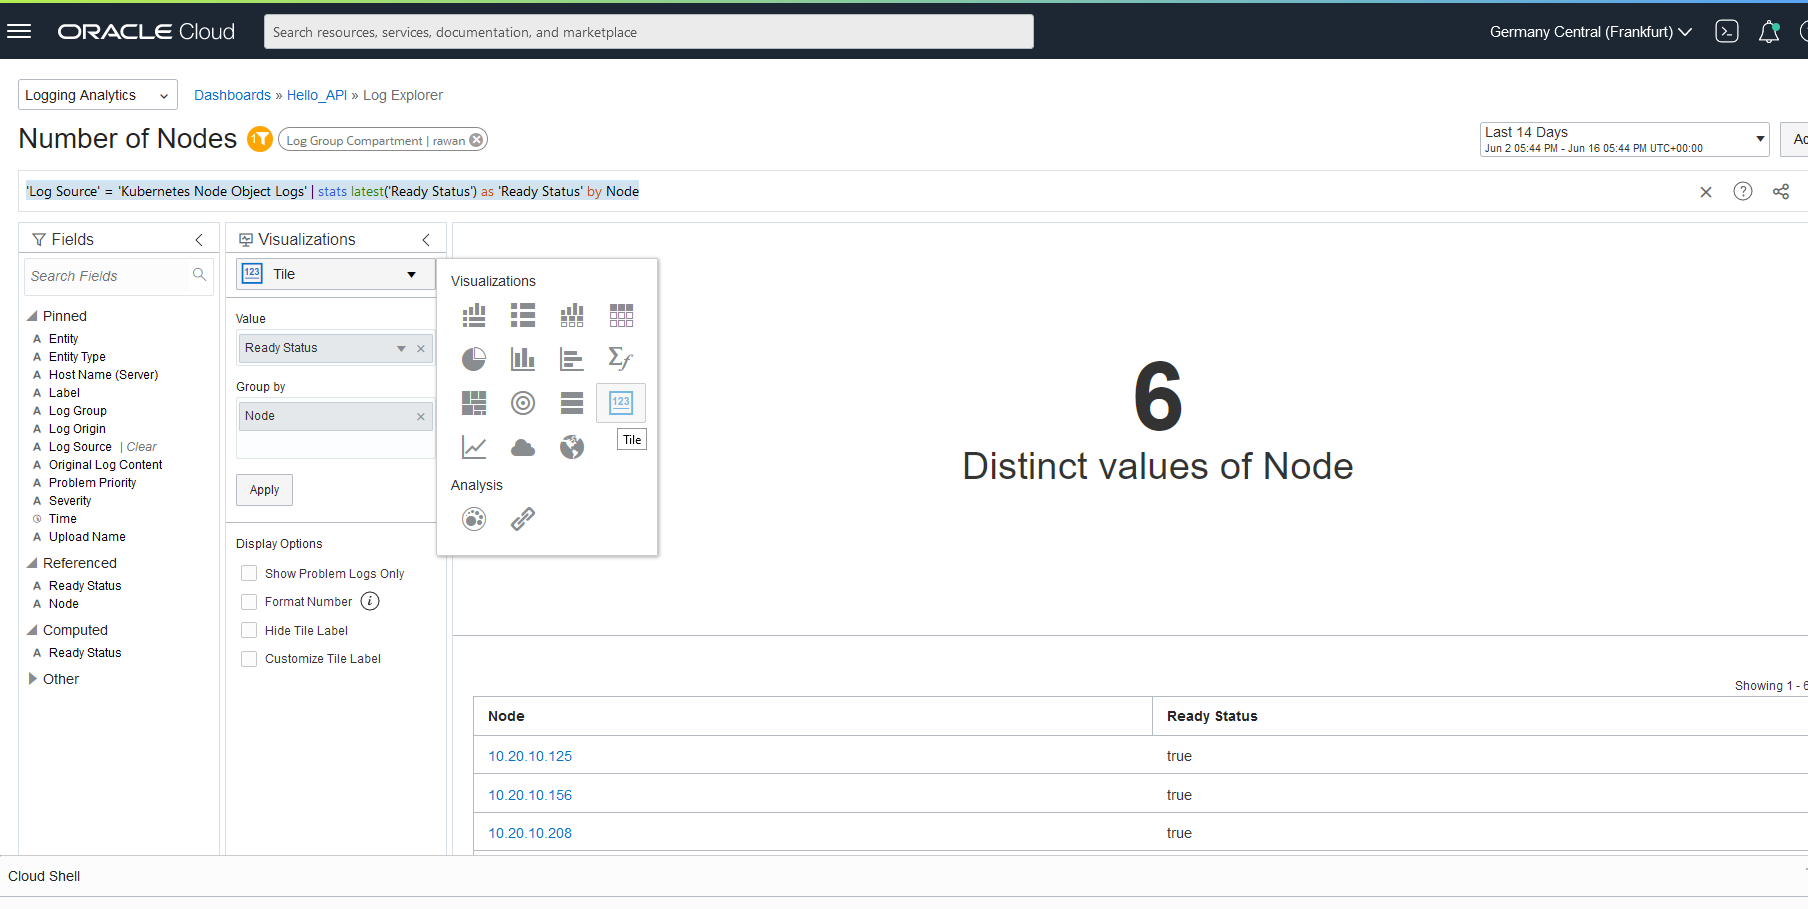 ORACLE Cloud
Search resources, services, documentation, and marketplace
Germany Central (Frankfurt)
Logging Analytics
Dashboards » Hello_API » Log Explorer
Number of Nodes
1
Log Group Compartment | rawan
Last 14 Days
Jun 2 05:44 PM - Jun 16 05:44 PM UTC+00:00
'Log Source' = 'Kubernetes Node Object Logs' | stats latest('Ready Status') as 'Ready Status' by Node
Fields
Search Fields
Pinned
Entity
Entity Type
Host Name (Server)
Label
Log Group
Log Origin
Log Source | Clear
Original Log Content
Problem Priority
Severity
Time
Upload Name
Referenced
Ready Status
Node
Computed
Ready Status
Other
Visualizations
123 Tile
Value
Ready Status
Group by
Node
Apply
Display Options
Show Problem Logs Only
Format Number
Hide Tile Label
Customize Tile Label
Visualizations
123
Tile
Analysis
6
Distinct values of Node
Showing 1 - 6
Node Ready Status
10.20.10.125 true
10.20.10.156 true
10.20.10.208 true
Cloud Shell